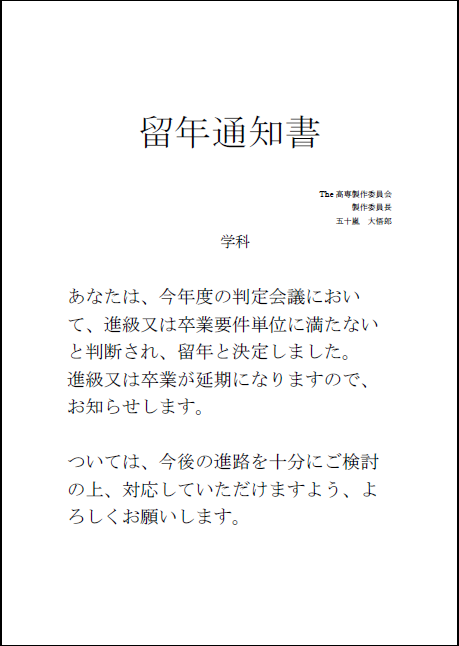 留年通知書
The 高専製作委員会
製作委員長
五十嵐　大悟郎
学科
あなたは、今年度の判定会議におい
て、進級又は卒業要件単位に満たない
と判断され、留年と決定しました。
進級又は卒業が延期になりますので、
お知らせします。
ついては、今後の進路を十分にご検討
の上、対応していただけますよう、よ
ろしくお願いします。